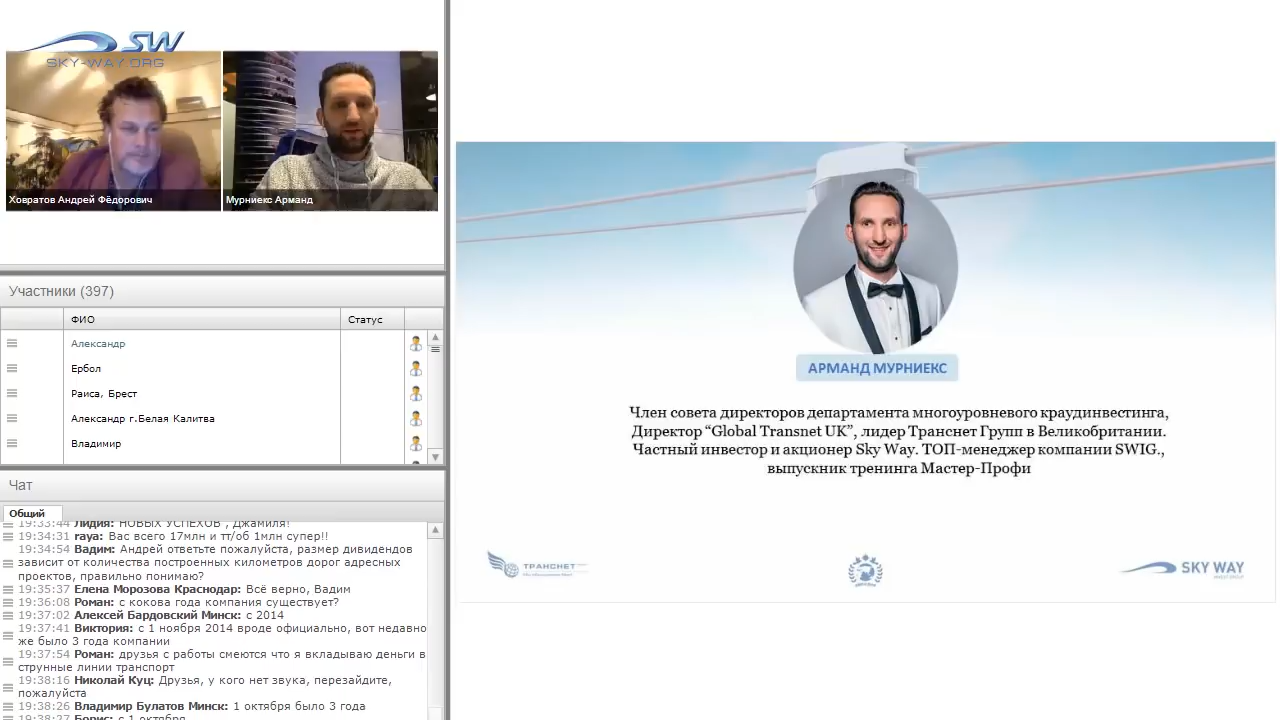 SW
SKY-WAY.ORG
Ховратов Андрей Фёдорович
Мурниекс Арманд
Участники (397)
ФИО
Статус
Александр
Ербол
Раиса, Брест
Александр г.Белая Калитва
Владимир
Чат
Общий
19:33:44 Лидия: НОВЫХ УСПЕХОВ , Джамиля!
19:34:31 raya: Вас всего 17млн и тт/об 1млн супер!!
19:34:54 Вадим: Андрей ответьте пожалуйста, размер дивидендов
зависит от количества построенных километров дорог адресных
проектов, правильно понимаю?
19:35:37 Елена Морозова Краснодар: Всё верно, Вадим
19:36:08 Роман: с кокова года компания существует?
19:37:02 Алексей Бардовский Минск: с 2014
19:37:41 Виктория: с 1 ноября 2014 вроде официально, вот недавно
же было 3 года компании
19:37:54 Роман: друзья с работы смеются что я вкладываю деньги в
струнные линии транспорт
19:38:16 Николай Куц: Друзья, у кого нет звука, перезайдите,
пожалуйста
19:38:26 Владимир Булатов Минск: 1 октября было 3 года
19:38:27 Борис: с 1 октября
АРМАНД МУРНИЕКС
Член совета директоров департамента многоуровневого краудинвестинга,
Директор “Global Transnet UK”, лидер Транснет Групп в Великобритании.
Частный инвестор и акционер Sky Way. ТОП-менеджер компании SWIG.,
выпускник тренинга Мастер-Профи
ТРАНСНЕТ
SKY WAY